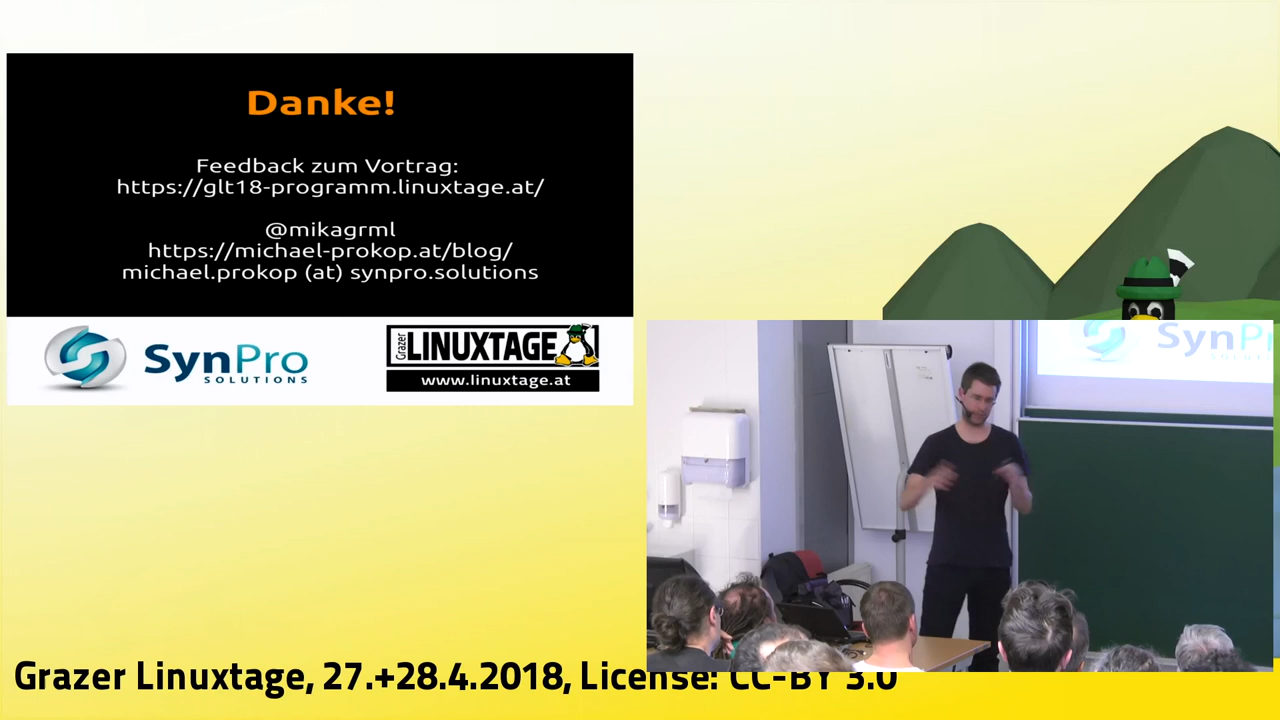 Danke!
Feedback zum Vortrag:
https://glt18-programm.linuxtage.at/
@mikagrml
https://michael-prokop.at/blog/
michael.prokop (at) synpro.solutions
SynPro
SOLUTIONS
Grazer
LINUXTAGE
www.linuxtage.at
SynPr
Grazer Linuxtage, 27.+28.4.2018, License: CC-BY 3.0